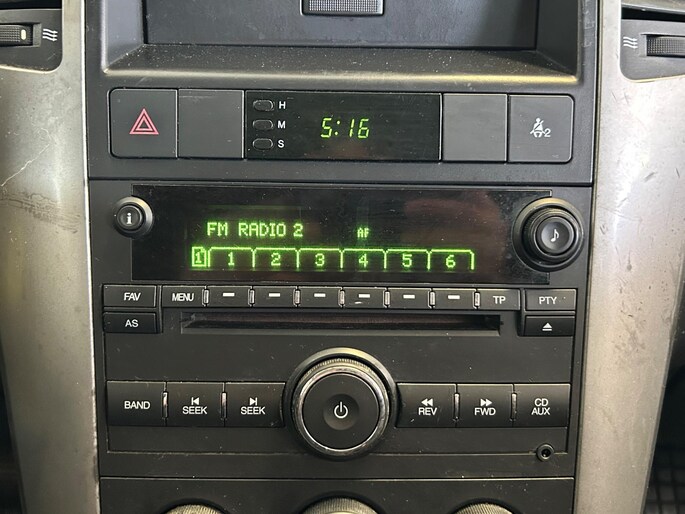 H
M
S
5:16
2
i
FM RADIO 2
AF
1 1 2 3 4 5 6
FAV MENU TP PTY
AS
BAND SEEK SEEK REV FWD CD AUX